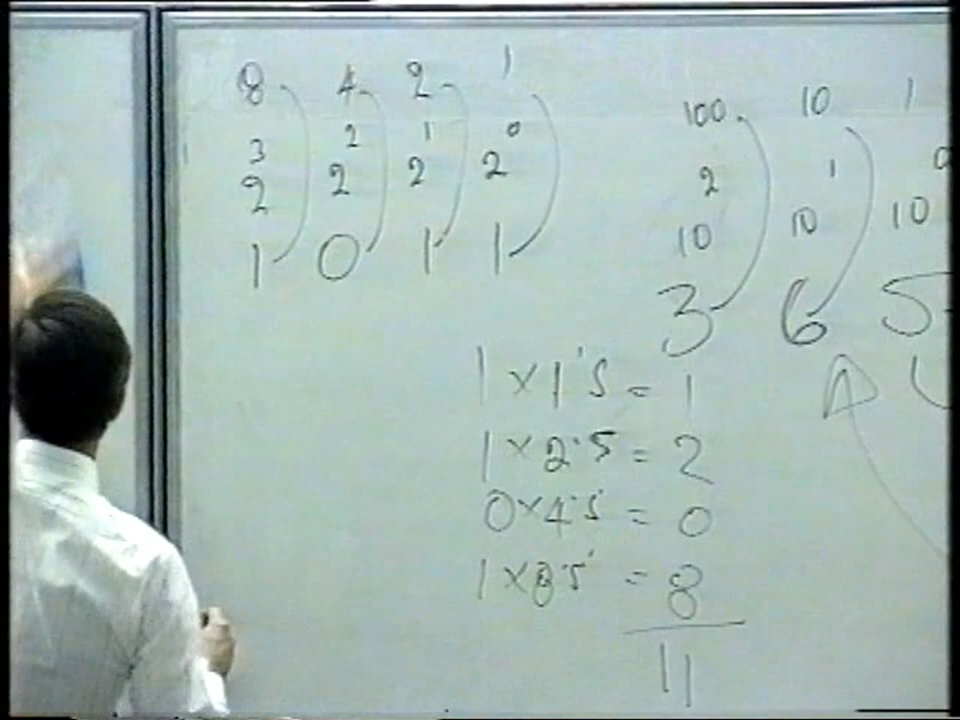 8 4 2 1
3 2 1 0
2 2 2 2
1 0 1 1
100 10 1
2 1 0
10 10 10
3 6 5
1 × 1's = 1
1 × 2's = 2
0 × 4's = 0
1 × 8's = 8
11